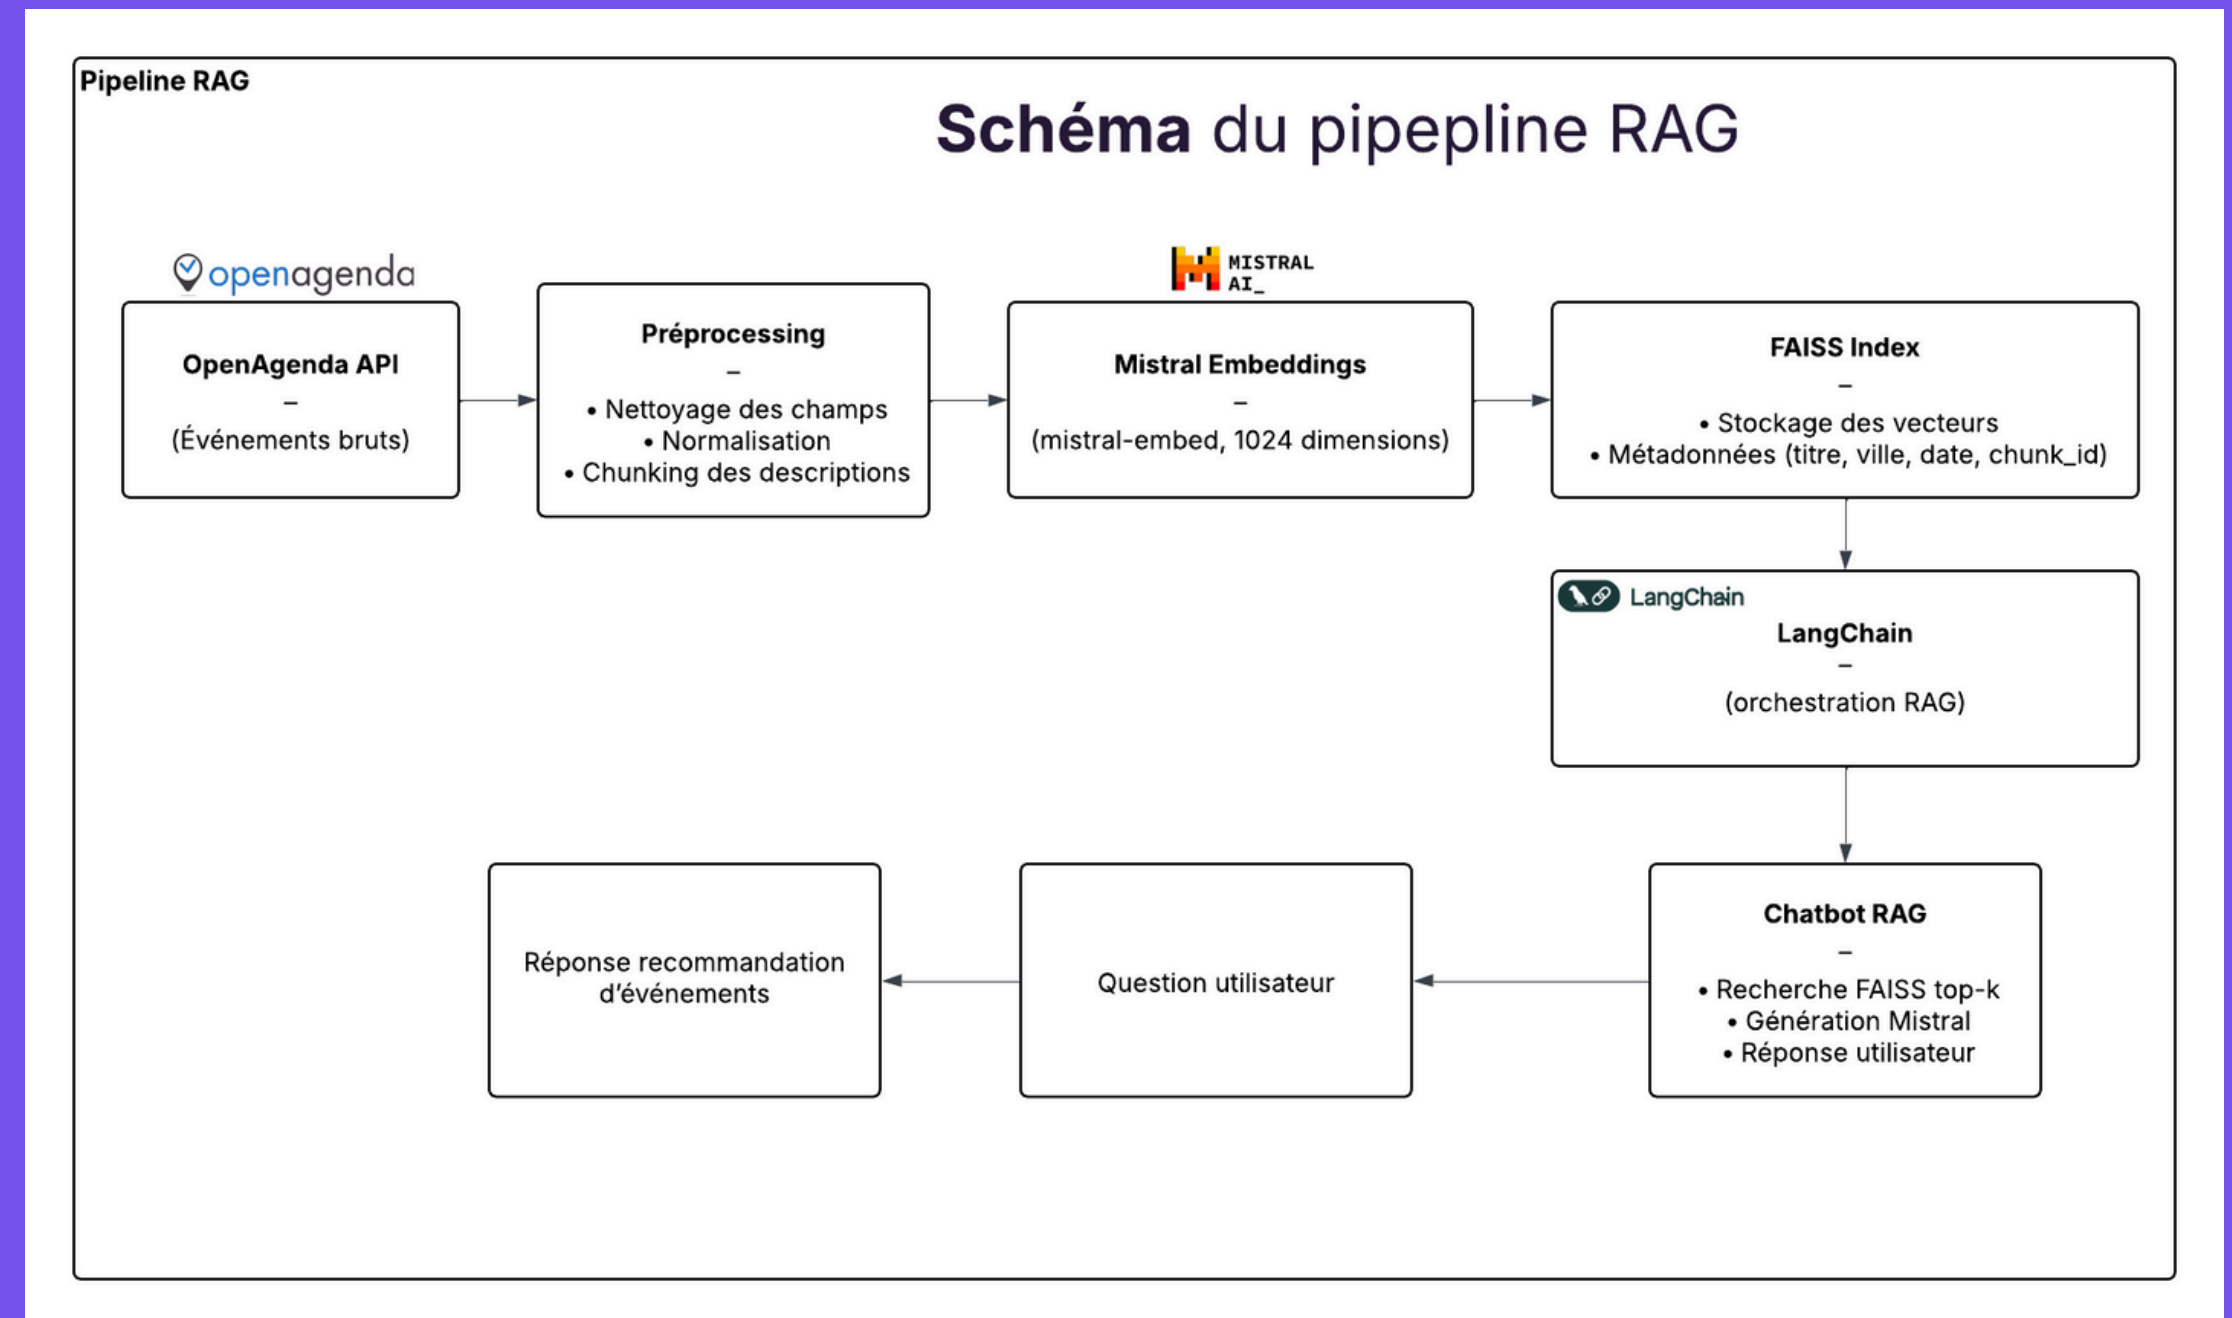 Pipeline RAG
Schéma du pipepline RAG
openagenda
OpenAgenda API
–
(Événements bruts)
Préprocessing
–
• Nettoyage des champs
• Normalisation
• Chunking des descriptions
MISTRAL
AI_
Mistral Embeddings
–
(mistral-embed, 1024 dimensions)
FAISS Index
–
• Stockage des vecteurs
• Métadonnées (titre, ville, date, chunk_id)
LangChain
LangChain
–
(orchestration RAG)
Chatbot RAG
–
• Recherche FAISS top-k
• Génération Mistral
• Réponse utilisateur
Question utilisateur
Réponse recommandation
d’événements